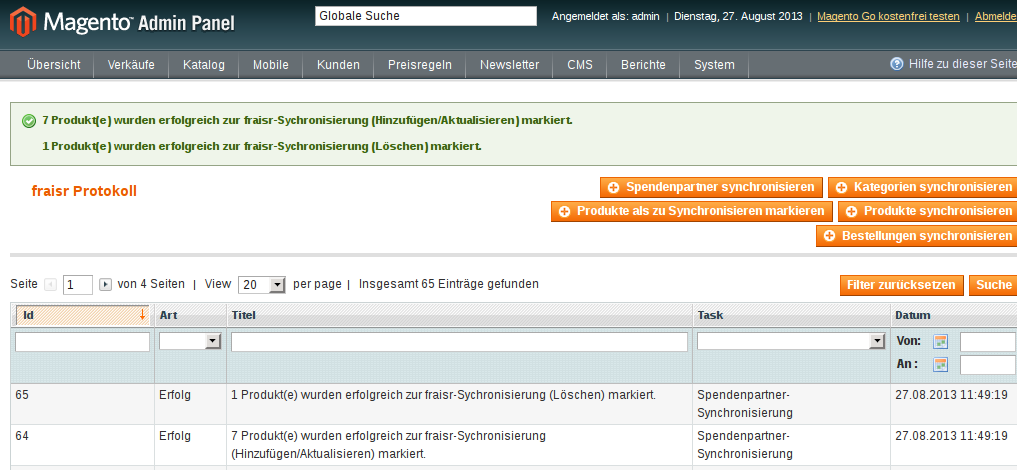 Magento Admin Panel
Globale Suche
Angemeldet als: admin | Dienstag, 27. August 2013 | Magento Go kostenfrei testen | Abmelde
Übersicht Verkäufe Katalog Mobile Kunden Preisregeln Newsletter CMS Berichte System Hilfe zu dieser Seite
7 Produkt(e) wurden erfolgreich zur fraisr-Sychronisierung (Hinzufügen/Aktualisieren) markiert.
1 Produkt(e) wurden erfolgreich zur fraisr-Sychronisierung (Löschen) markiert.
fraisr Protokoll
Spendenpartner synchronisieren Kategorien synchronisieren
Produkte als zu Synchronisieren markieren Produkte synchronisieren
Bestellungen synchronisieren
Seite 1 von 4 Seiten | View 20 per page | Insgesamt 65 Einträge gefunden
Filter zurücksetzen Suche
Id Art Titel Task Datum
Von:
An :
65 Erfolg 1 Produkt(e) wurden erfolgreich zur fraisr-Sychronisierung (Löschen) markiert. Spendenpartner- 27.08.2013 11:49:19
Synchronisierung
64 Erfolg 7 Produkt(e) wurden erfolgreich zur fraisr-Sychronisierung Spendenpartner- 27.08.2013 11:49:19
(Hinzufügen/Aktualisieren) markiert. Synchronisierung